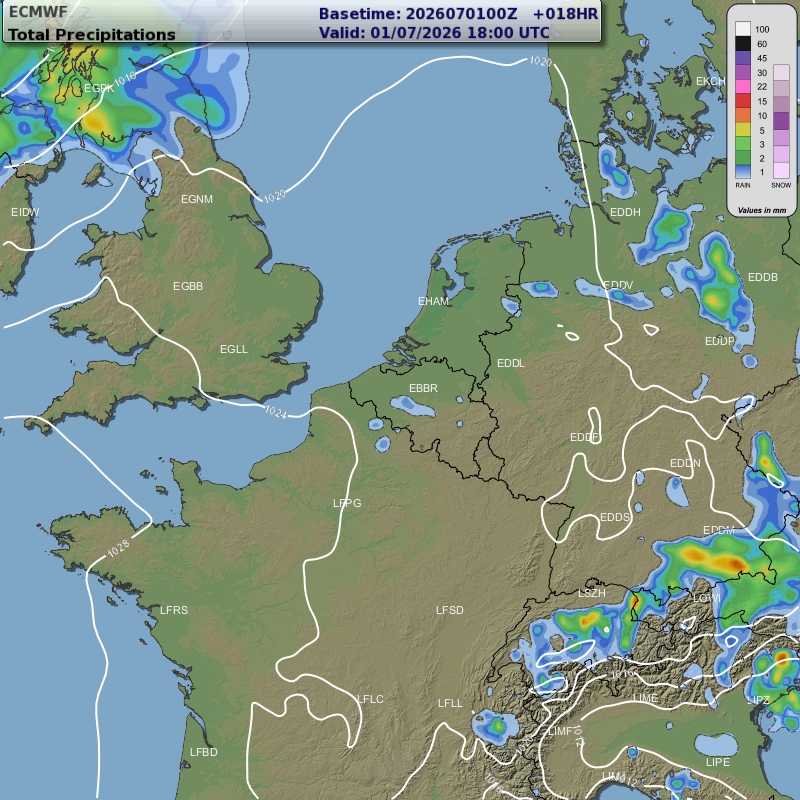 ECMWF
Basetime: 2026070100Z +018HR
Total Precipitations
Valid: 01/07/2026 18:00 UTC
100
60
45
30
22
15
10
5
3
2
1
RAIN
SNOW
Values in mm
1016
1020
EGPK
EKCH
EGNM
1020
EIDW
EDDH
EGBB
EHAM
EDDV
EDDB
EGLL
EDDP
EDDL
EBBR
1024
EDDF
EDDN
LFPG
EDDS
EDDM
1028
LSZH
LOWI
LFRS
LFSD
1016
LFLC
LFLL
LIME
LIPZ
LIMF
1012
LFBD
LIPE
1012